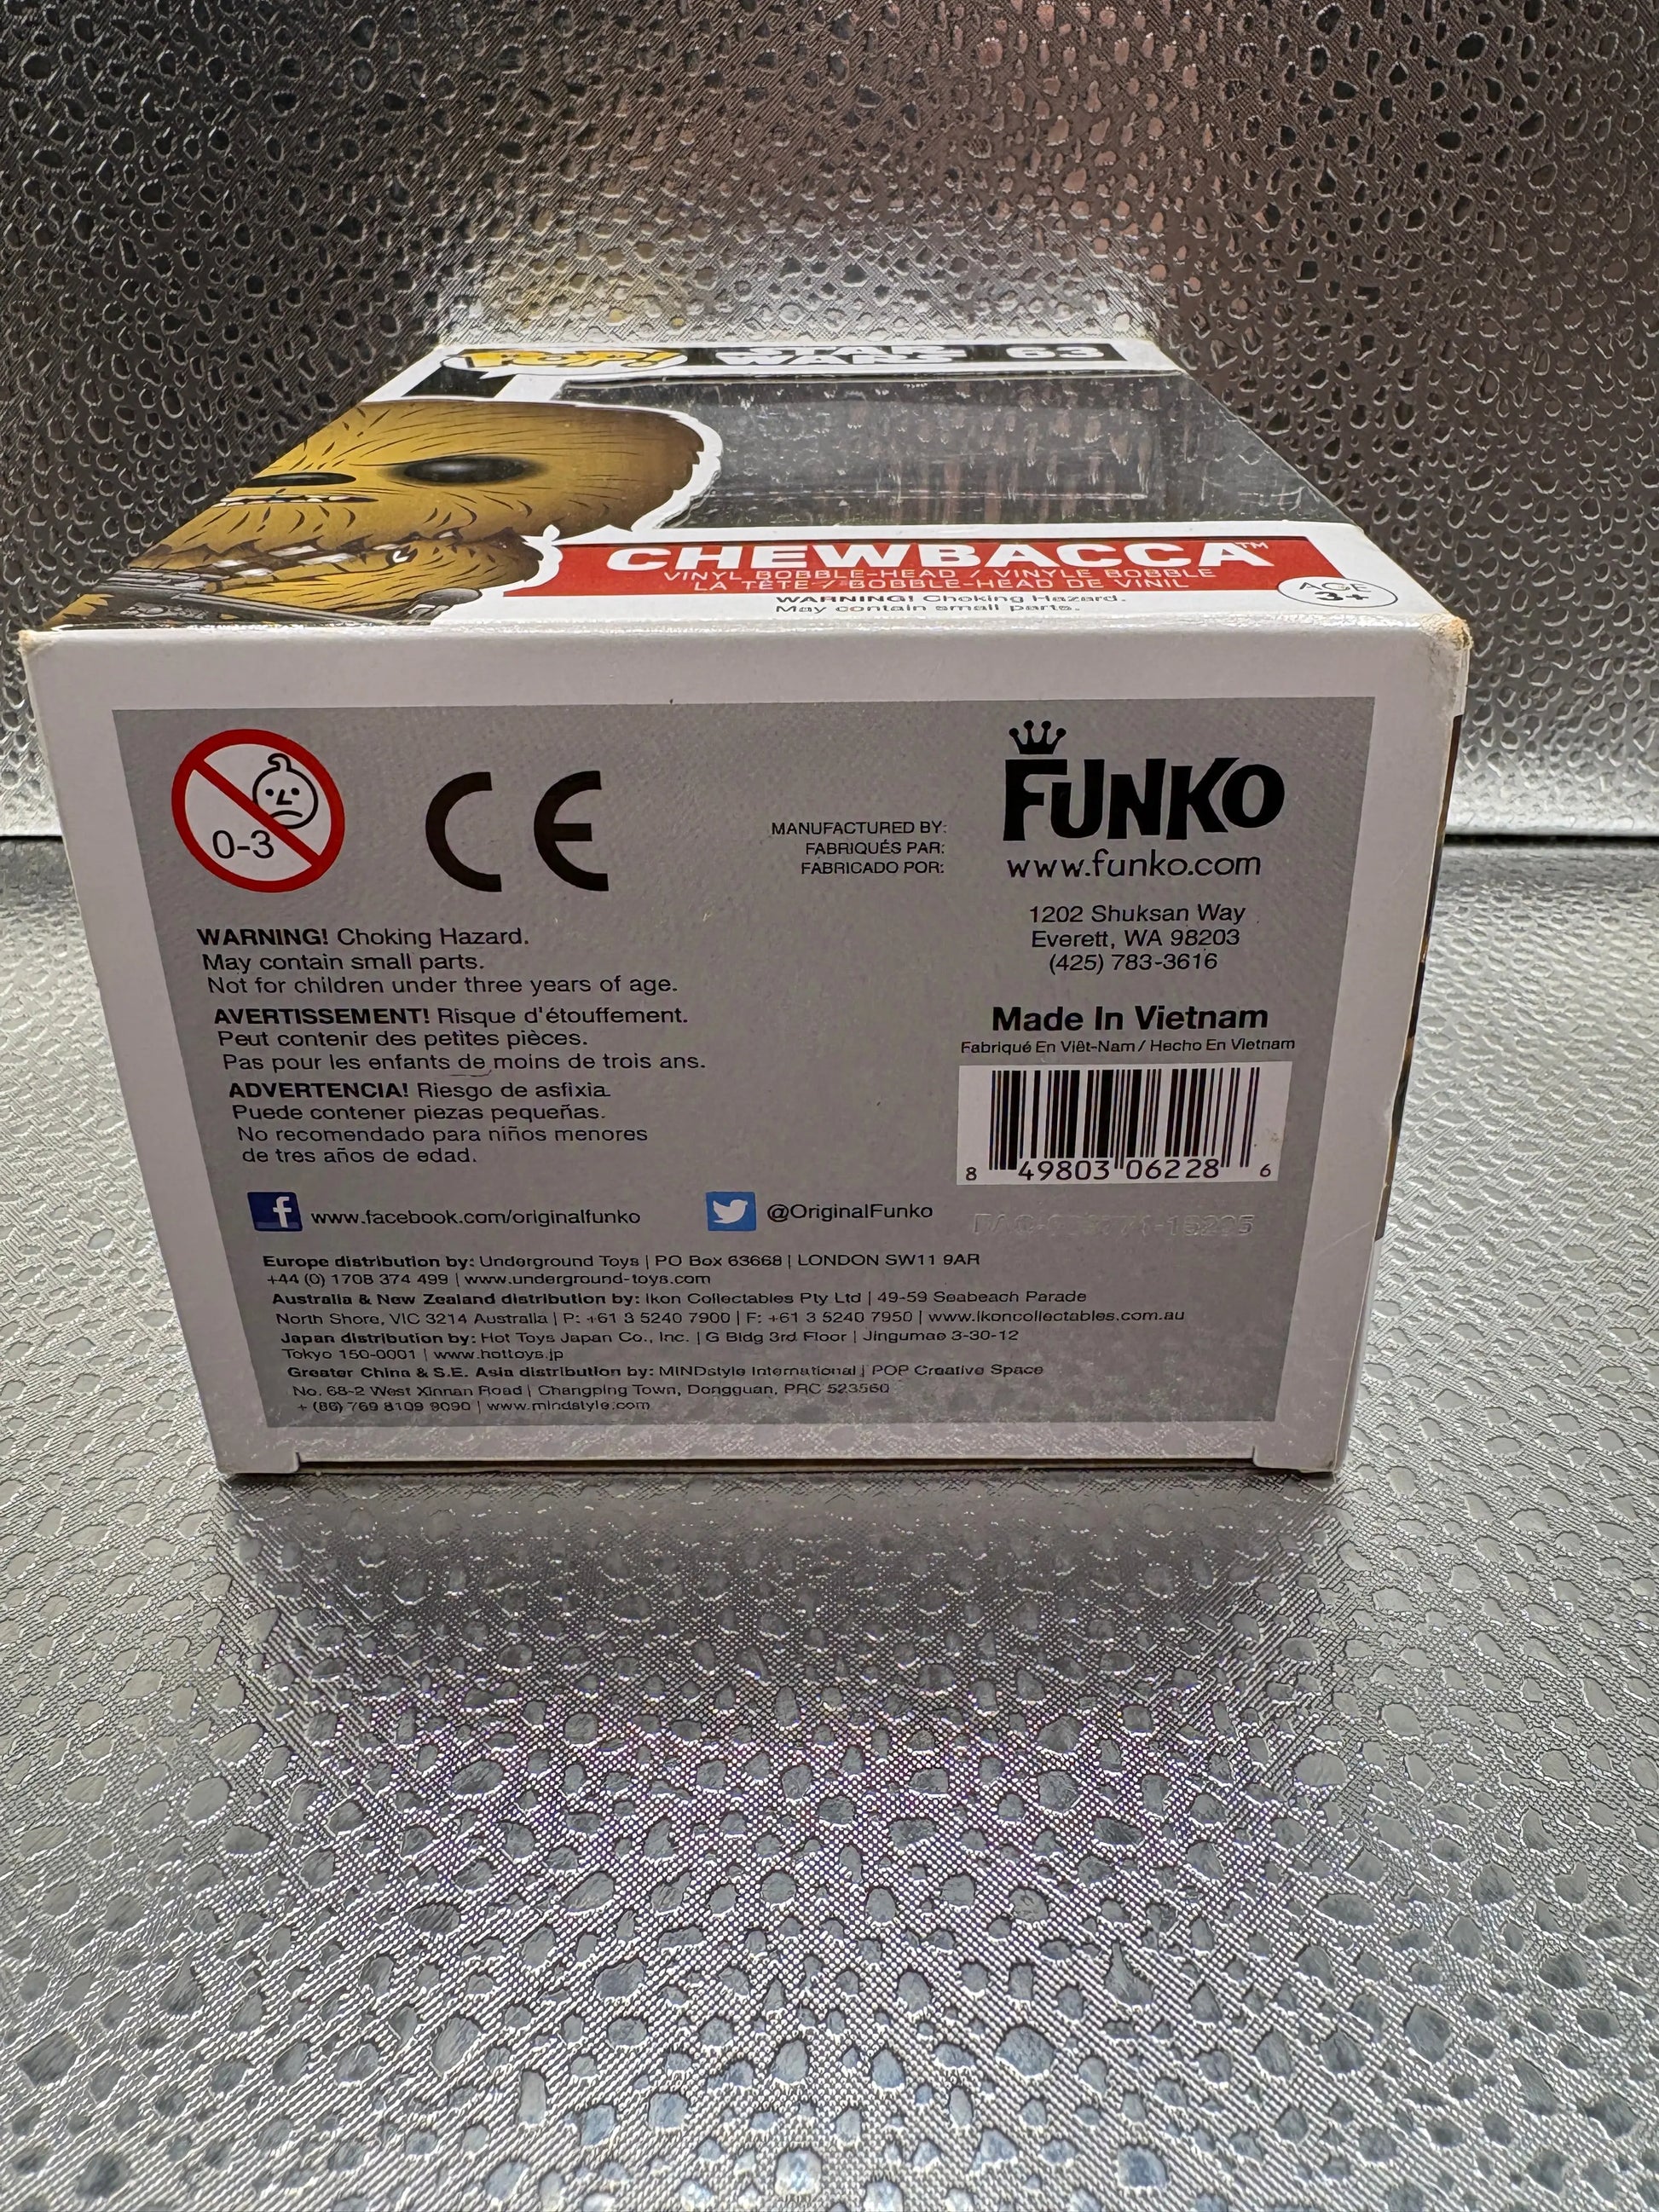 POP!
STAR
WARS
63
CHEWBACCA™
VINYL BOBBLE-HEAD / VINYLE BOBBLE
LA TÊTE / BOBBLE-HEAD DE VINIL
WARNING! Choking Hazard.
May contain small parts.
AGE
3+
0-3
CE
MANUFACTURED BY:
FABRIQUÉS PAR:
FABRICADO POR:
FUNKO
www.funko.com
1202 Shuksan Way
Everett, WA 98203
(425) 783-3616
WARNING! Choking Hazard.
May contain small parts.
Not for children under three years of age.
AVERTISSEMENT! Risque d'étouffement.
Peut contenir des petites pièces.
Pas pour les enfants de moins de trois ans.
ADVERTENCIA! Riesgo de asfixia.
Puede contener piezas pequeñas.
No recomendado para niños menores
de tres años de edad.
Made In Vietnam
Fabriqué En Viêt-Nam / Hecho En Vietnam
8 49803 06228 6
f www.facebook.com/originalfunko
@OriginalFunko
Europe distribution by: Underground Toys | PO Box 63668 | LONDON SW11 9AR
+44 (0) 1708 374 499 | www.underground-toys.com
Australia & New Zealand distribution by: Ikon Collectables Pty Ltd | 49-59 Seabeach Parade
North Shore, VIC 3214 Australia | P: +61 3 5240 7900 | F: +61 3 5240 7950 | www.ikoncollectables.com.au
Japan distribution by: Hot Toys Japan Co., Inc. | G Bldg 3rd Floor | Jingumae 3-30-12
Tokyo 150-0001 | www.hottoys.jp
Greater China & S.E. Asia distribution by: MINDstyle International | POP Creative Space
No. 68-2 West Xinnan Road | Changping Town, Dongguan, PRC 523560
+ (86) 769 8109 9090 | www.mindstyle.com